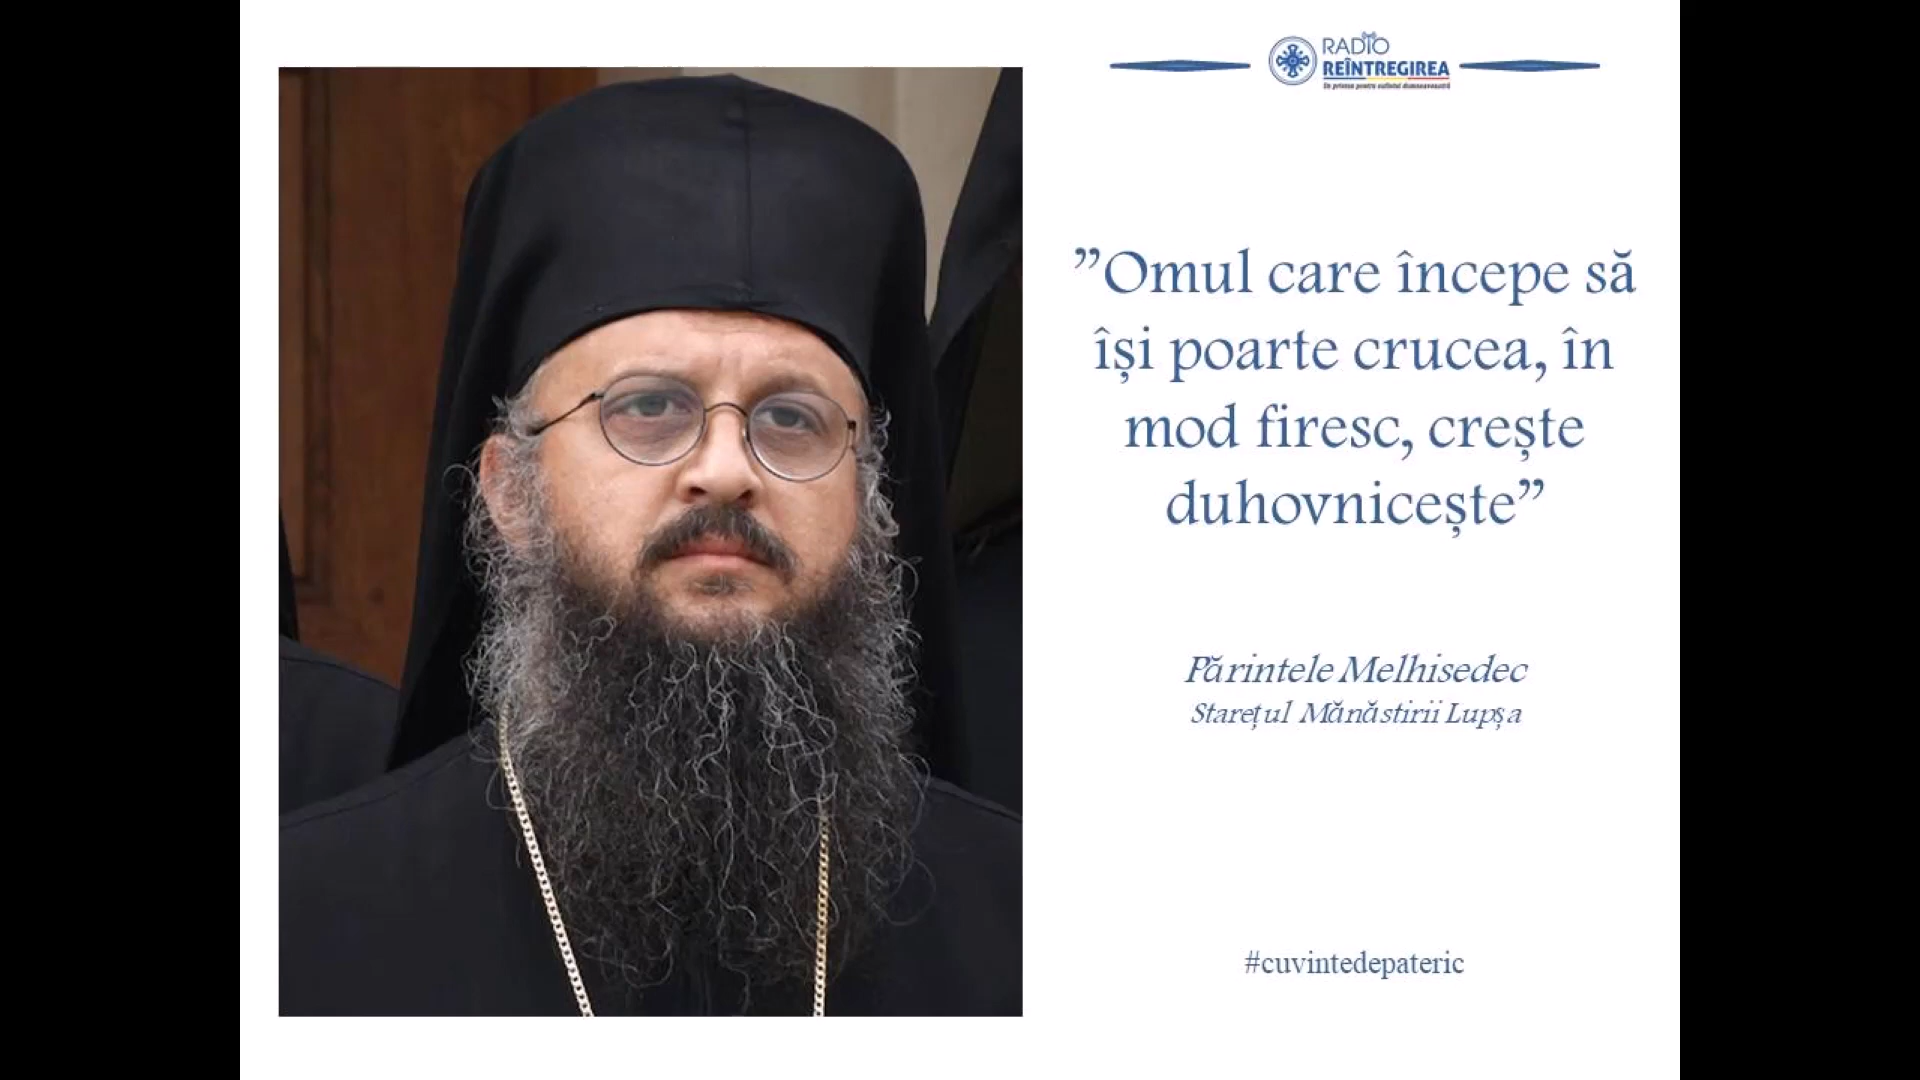 RADIO
REÎNTREGIREA
”Omul care începe să
își poarte crucea, în
mod firesc, crește
duhovnicește”
Părintele Melhisedec
Starețul Mănăstirii Lupșa
#cuvintedepateric